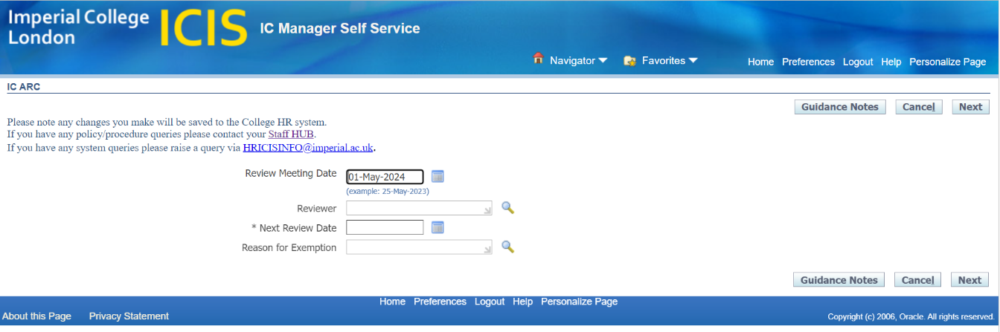 Imperial College
London
ICIS
IC Manager Self Service
Navigator
Favorites
Home Preferences Logout Help Personalize Page
IC ARC
Guidance Notes Cancel Next
Please note any changes you make will be saved to the College HR system.
If you have any policy/procedure queries please contact your Staff HUB.
If you have any system queries please raise a query via HRICISINFO@imperial.ac.uk.
Review Meeting Date 01-May-2024
(example: 25-May-2023)
Reviewer
* Next Review Date
Reason for Exemption
Guidance Notes Cancel Next
Home Preferences Logout Help Personalize Page
About this Page Privacy Statement
Copyright (c) 2006, Oracle. All rights reserved.